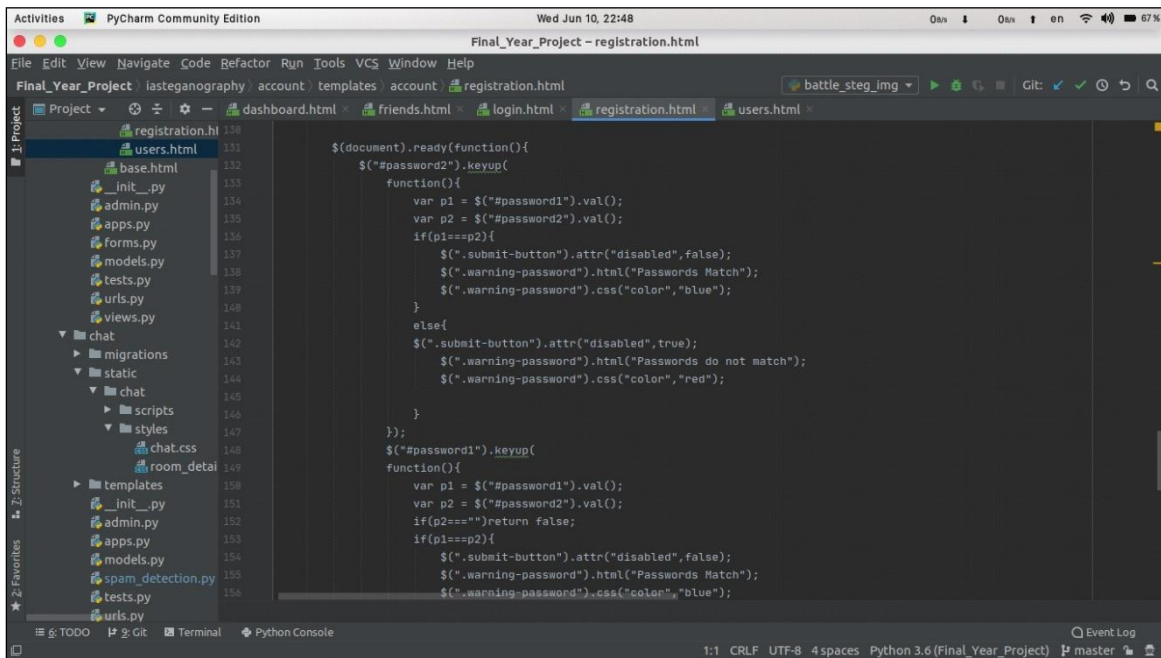 Activities PyCharm Community Edition Wed Jun 10, 22:48 0B/s 0B/s en 67 %
Final_Year_Project – registration.html
File Edit View Navigate Code Refactor Run Tools VCS Window Help
Final_Year_Project iasteganography account templates account registration.html battle_steg_img Git:
1: Project
Project dashboard.html friends.html login.html registration.html users.html
registration.ht
users.html
base.html
__init__.py
admin.py
apps.py
forms.py
models.py
tests.py
urls.py
views.py
chat
migrations
static
chat
scripts
styles
chat.css
room_detai
templates
__init__.py
admin.py
apps.py
models.py
spam_detection.py
tests.py
urls.py
7: Structure
2: Favorites
130
131 $(document).ready(function(){
132 $("#password2").keyup(
133 function(){
134 var p1 = $("#password1").val();
135 var p2 = $("#password2").val();
136 if(p1===p2){
137 $(".submit-button").attr("disabled",false);
138 $(".warning-password").html("Passwords Match");
139 $(".warning-password").css("color","blue");
140 }
141 else{
142 $(".submit-button").attr("disabled",true);
143 $(".warning-password").html("Passwords do not match");
144 $(".warning-password").css("color","red");
145
146 }
147 });
148 $("#password1").keyup(
149 function(){
150 var p1 = $("#password1").val();
151 var p2 = $("#password2").val();
152 if(p2==="")return false;
153 if(p1===p2){
154 $(".submit-button").attr("disabled",false);
155 $(".warning-password").html("Passwords Match");
156 $(".warning-password").css("color","blue");
6: TODO 9: Git Terminal Python Console Event Log
1:1 CRLF UTF-8 4 spaces Python 3.6 (Final_Year_Project) master